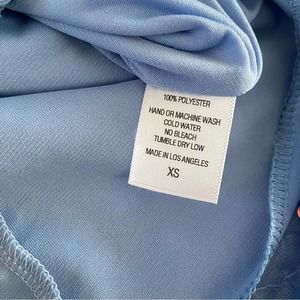 100% POLYESTER
HAND OR MACHINE WASH
COLD WATER
NO BLEACH
TUMBLE DRY LOW
MADE IN LOS ANGELES
XS